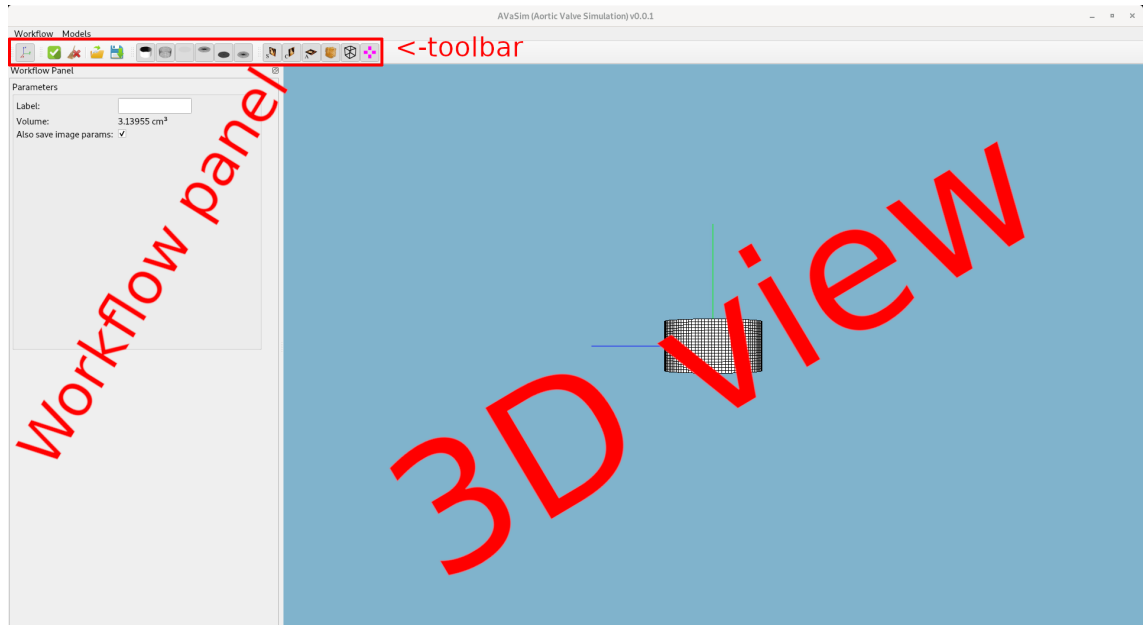 AVaSim (Aortic Valve Simulation) v0.0.1
Workflow Models
<-toolbar
Workflow Panel
Parameters
Label:
Volume: 3.13955 cm³
Also save image params:
Workflow panel
3D view